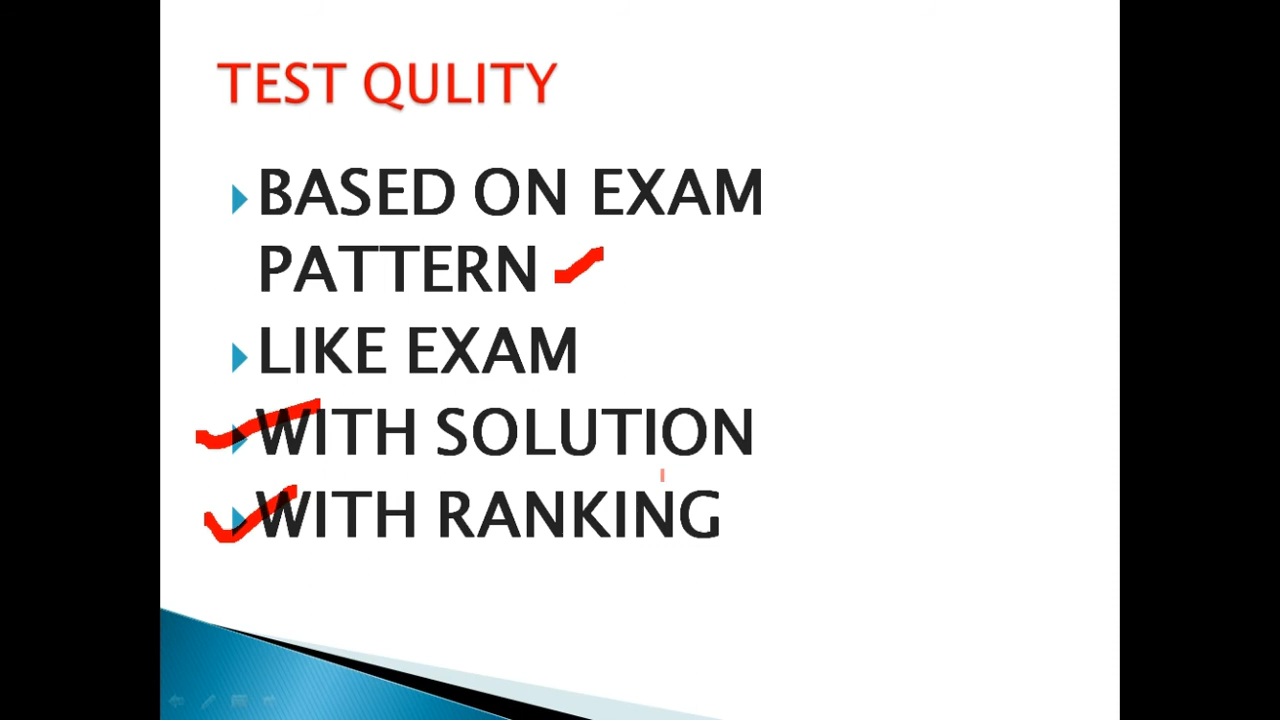 TEST QULITY
BASED ON EXAM
PATTERN
LIKE EXAM
WITH SOLUTION
WITH RANKING